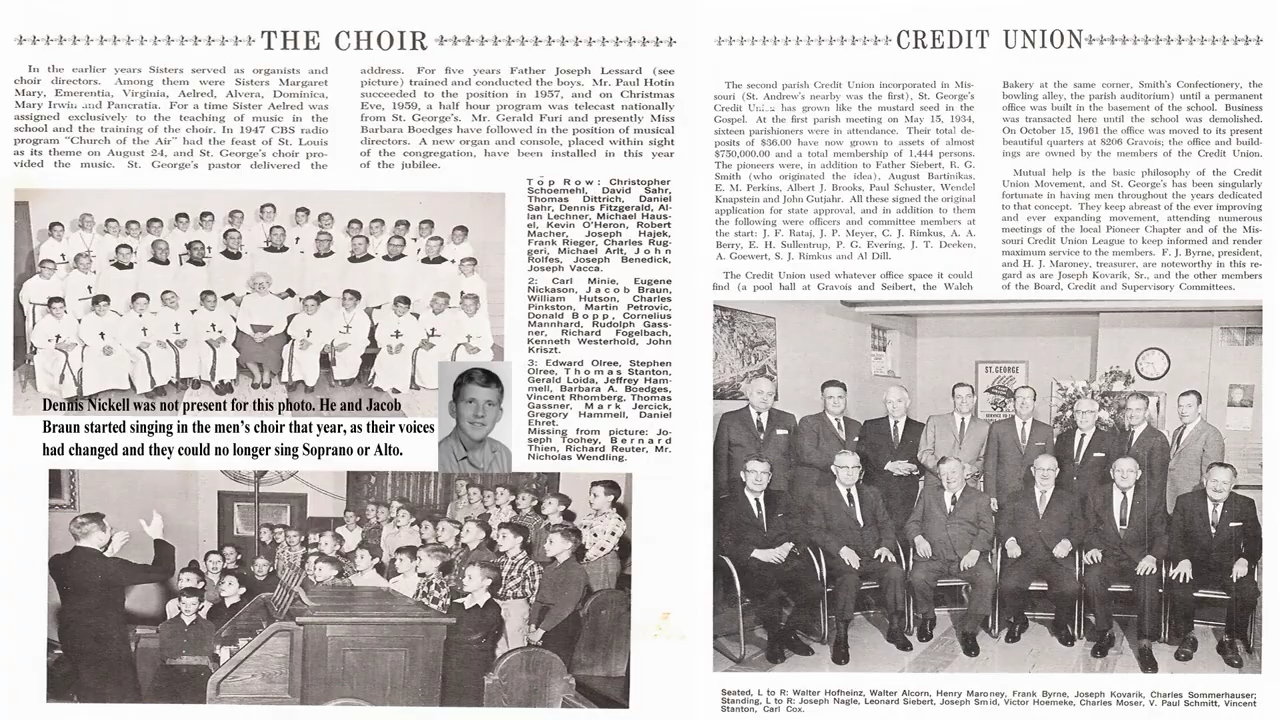 THE CHOIR
In the earlier years Sisters served as organists and
choir directors. Among them were Sisters Margaret
Mary, Emerentia, Virginia, Aelred, Alvera, Dominica,
Mary Irwin and Pancratia. For a time Sister Aelred was
assigned exclusively to the teaching of music in the
school and the training of the choir. In 1947 CBS radio
program "Church of the Air" had the feast of St. Louis
as its theme on August 24, and St. George's choir pro-
vided the music. St. George's pastor delivered the
address. For five years Father Joseph Lessard (see
picture) trained and conducted the boys. Mr. Paul Hotin
succeeded to the position in 1957, and on Christmas
Eve, 1959, a half hour program was telecast nationally
from St. George's. Mr. Gerald Furi and presently Miss
Barbara Boedges have followed in the position of musical
directors. A new organ and console, placed within sight
of the congregation, have been installed in this year
of the jubilee.
Top Row: Christopher
Schoemehl, David Sahr,
Thomas Dittrich, Daniel
Sahr, Dennis Fitzgerald, Al-
lan Lechner, Michael Haus-
el, Kevin O'Heron, Robert
Macher, Joseph Hajek,
Frank Rieger, Charles Rug-
geri, Michael Arlt, John
Rolfes, Joseph Benedick,
Joseph Vacca.
2: Carl Minie, Eugene
Nickason, Jacob Braun,
William Hutson, Charles
Pinkston, Martin Petrovic,
Donald Bopp, Cornelius
Mannhard, Rudolph Gass-
ner, Richard Fogelbach,
Kenneth Westerhold, John
Kriszt.
3: Edward Olree, Stephen
Olree, Thomas Stanton,
Gerald Loida, Jeffrey Ham-
mell, Barbara A. Boedges,
Vincent Rhomberg, Thomas
Gassner, Mark Jercick,
Gregory Hammell, Daniel
Ehret.
Missing from picture: Jo-
seph Toohey, Bernard
Thien, Richard Reuter, Mr.
Nicholas Wendling.
Dennis Nickell was not present for this photo. He and Jacob
Braun started singing in the men's choir that year, as their voices
had changed and they could no longer sing Soprano or Alto.
CREDIT UNION
The second parish Credit Union incorporated in Mis-
souri (St. Andrew's nearby was the first), St. George's
Credit Union has grown like the mustard seed in the
Gospel. At the first parish meeting on May 15, 1934,
sixteen parishioners were in attendance. Their total de-
posits of $36.00 have now grown to assets of almost
$750,000.00 and a total membership of 1,444 persons.
The pioneers were, in addition to Father Siebert, R. G.
Smith (who originated the idea), August Bartinikas,
E. M. Perkins, Albert J. Brooks, Paul Schuster, Wendel
Knapstein and John Gutjahr. All these signed the original
application for state approval, and in addition to them
the following were officers and committee members at
the start: J. P. Rataj, J. P. Meyer, C. J. Rimkus, A. A.
Berry, E. H. Sullentrup, P. G. Evering, J. T. Deeken,
A. Goewert, S. J. Rimkus and Al Dill.
The Credit Union used whatever office space it could
find (a pool hall at Gravois and Seibert, the Walch
Bakery at the same corner, Smith's Confectionery, the
bowling alley, the parish auditorium) until a permanent
office was built in the basement of the school. Business
was transacted here until the school was demolished.
On October 15, 1961 the office was moved to its present
beautiful quarters at 8206 Gravois; the office and build-
ings are owned by the members of the Credit Union.
Mutual help is the basic philosophy of the Credit
Union Movement, and St. George's has been singularly
fortunate in having men throughout the years dedicated
to that concept. They keep abreast of the ever improving
and ever expanding movement, attending numerous
meetings of the local Pioneer Chapter and of the Mis-
souri Credit Union League to keep informed and render
maximum service to the members. F. J. Byrne, president,
and H. J. Maroney, treasurer, are noteworthy in this re-
gard as are Joseph Kovarik, Sr., and the other members
of the Board, Credit and Supervisory Committees.
ST. GEORGE
Seated, L to R: Walter Hofheinz, Walter Alcorn, Henry Maroney, Frank Byrne, Joseph Kovarik, Charles Sommerhauser;
Standing, L to R: Joseph Nagle, Leonard Siebert, Joseph Smid, Victor Hoemeke, Charles Moser, V. Paul Schmitt, Vincent
Stanton, Carl Cox.